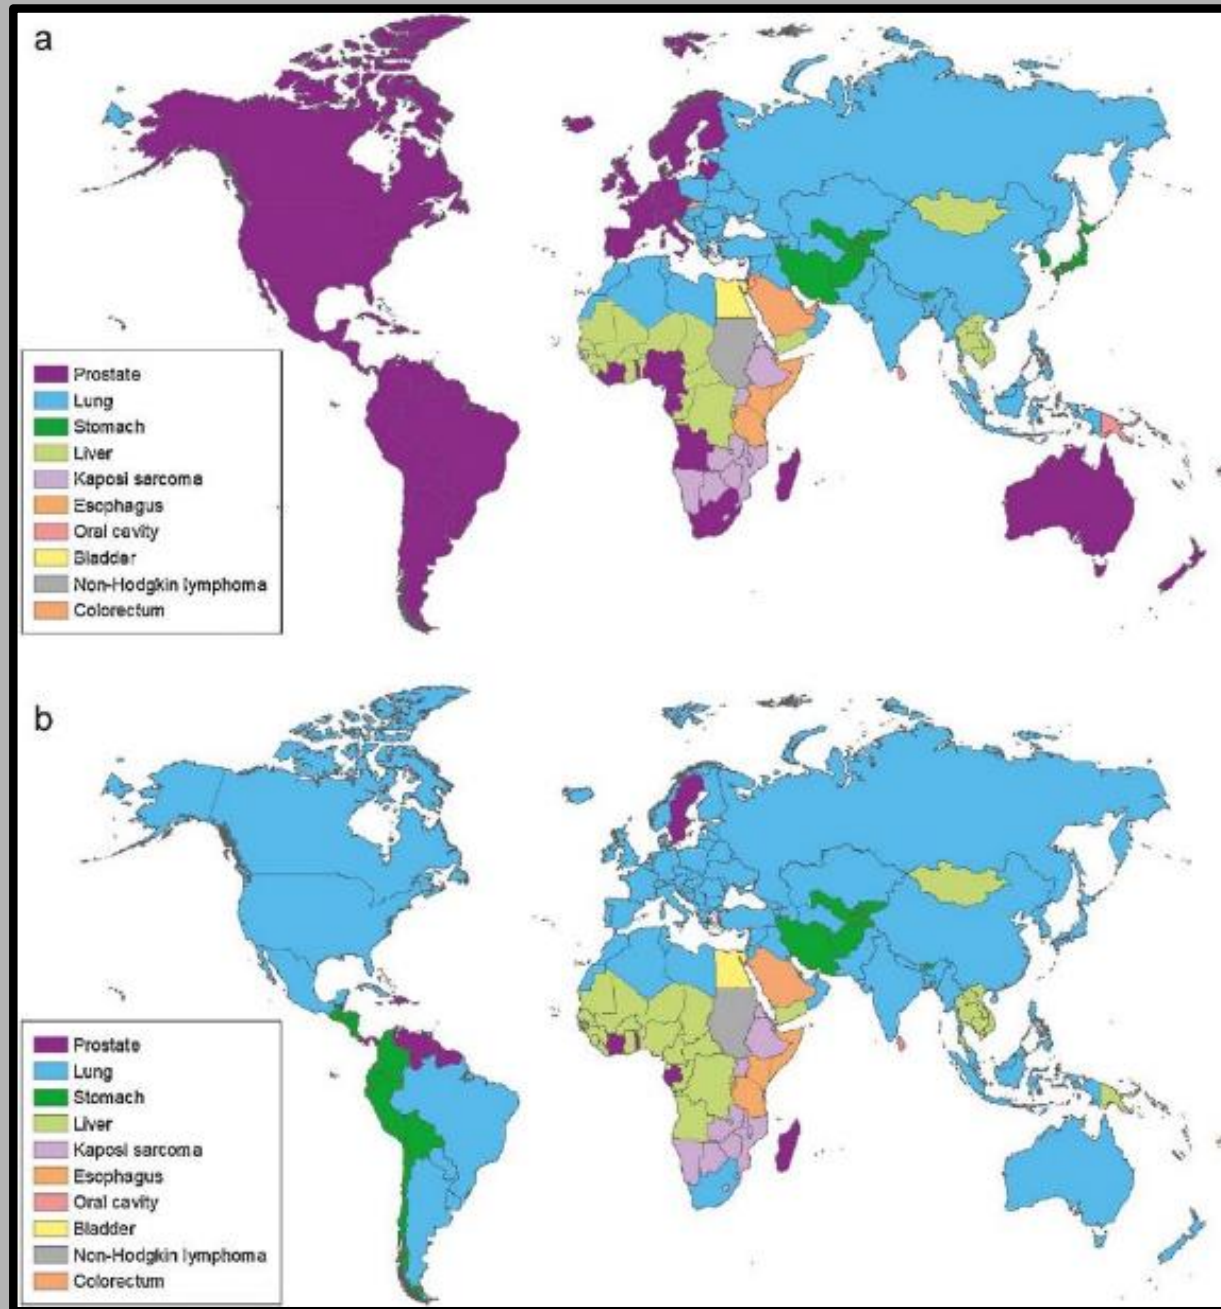 a
Prostate
Lung
Stomach
Liver
Kaposi sarcoma
Esophagus
Oral cavity
Bladder
Non-Hodgkin lymphoma
Colorectum
b
Prostate
Lung
Stomach
Liver
Kaposi sarcoma
Esophagus
Oral cavity
Bladder
Non-Hodgkin lymphoma
Colorectum